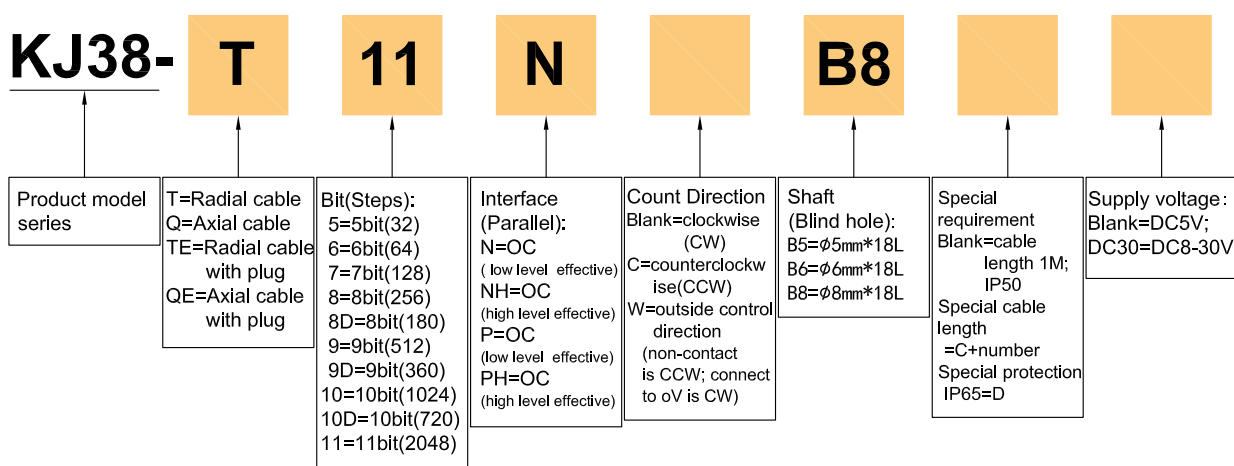 KJ38- T 11 N B8
Product model
series
T=Radial cable
Q=Axial cable
TE=Radial cable
with plug
QE=Axial cable
with plug
Bit(Steps):
5=5bit(32)
6=6bit(64)
7=7bit(128)
8=8bit(256)
8D=8bit(180)
9=9bit(512)
9D=9bit(360)
10=10bit(1024)
10D=10bit(720)
11=11bit(2048)
Interface
(Parallel):
N=OC
( low level effective)
NH=OC
(high level effective)
P=OC
(low level effective)
PH=OC
(high level effective)
Count Direction
Blank=clockwise
(CW)
C=counterclockw
ise(CCW)
W=outside control
direction
(non-contact
is CCW; connect
to oV is CW)
Shaft
(Blind hole):
B5=ϕ5mm*18L
B6=ϕ6mm*18L
B8=ϕ8mm*18L
Special
requirement
Blank=cable
length 1M;
IP50
Special cable
length
=C+number
Special protection
IP65=D
Supply voltage:
Blank=DC5V;
DC30=DC8-30V